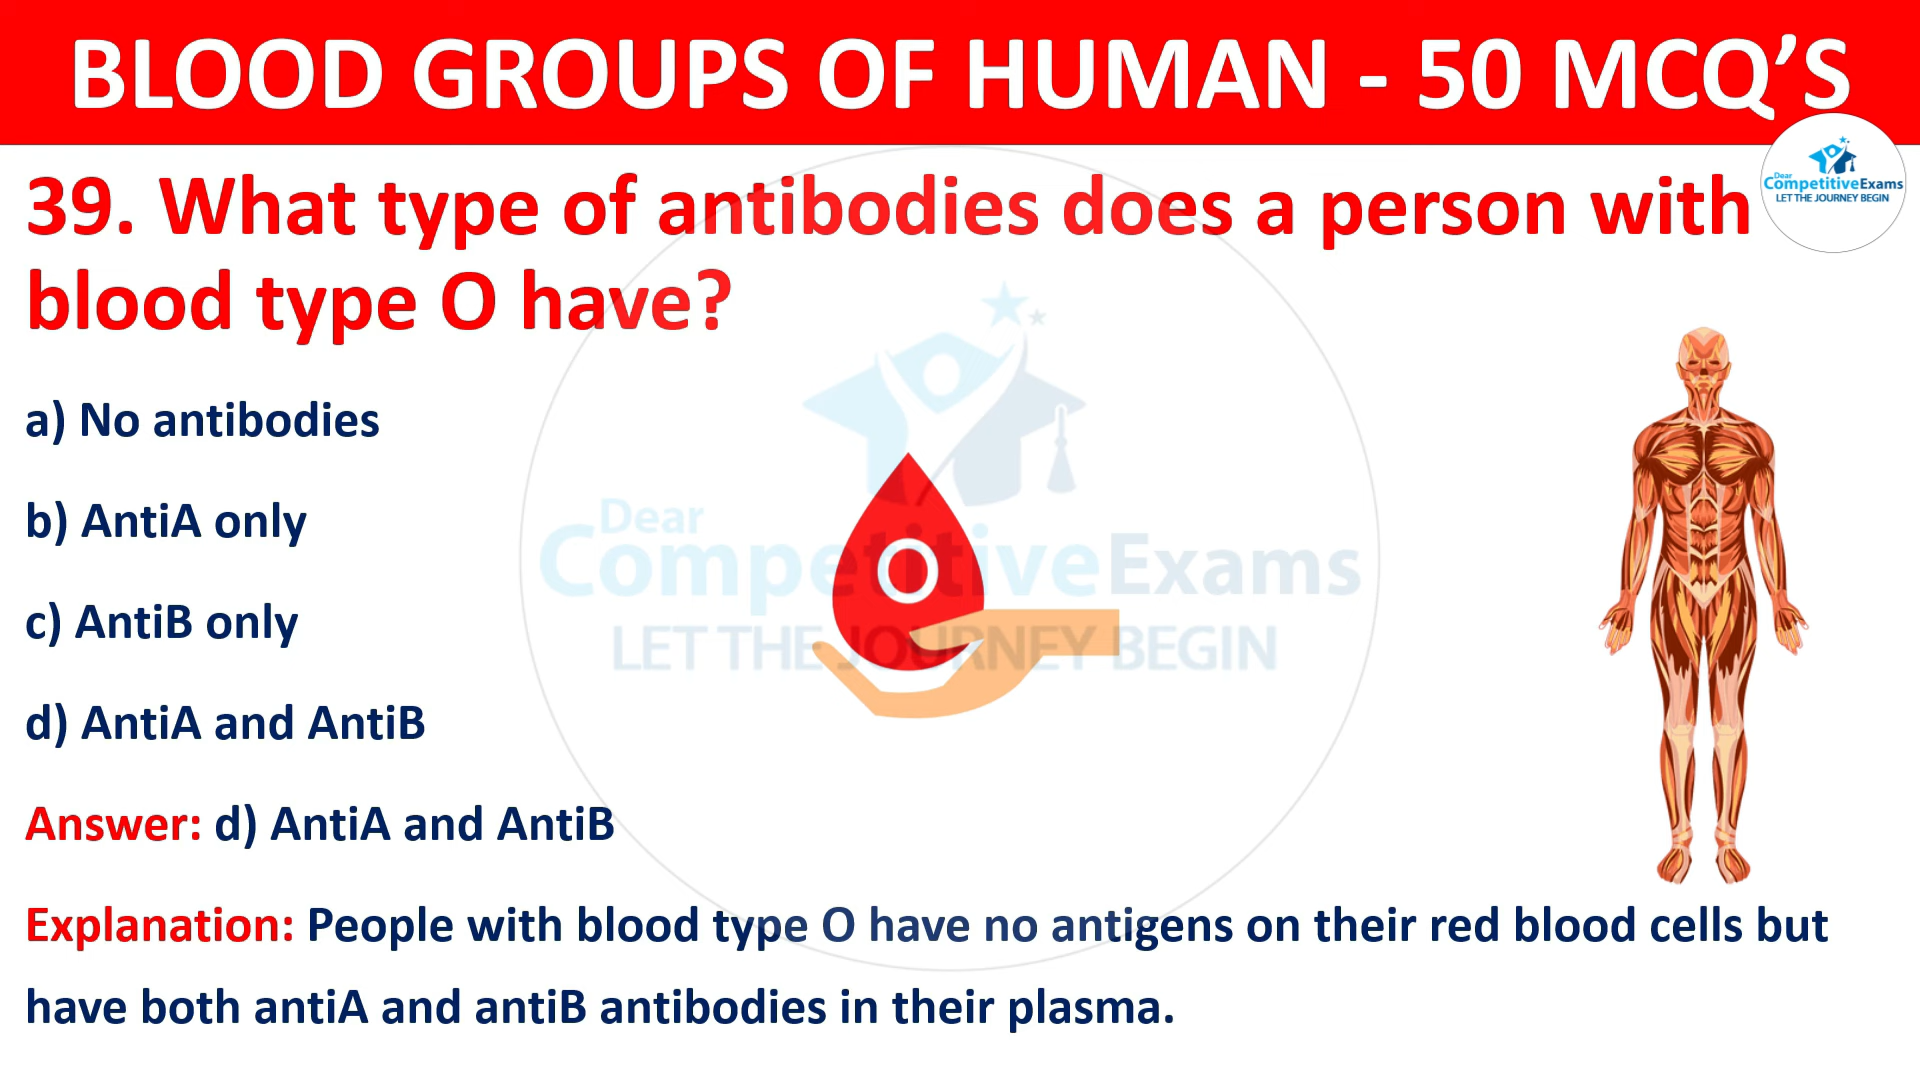 BLOOD GROUPS OF HUMAN - 50 MCQ’S
Dear
CompetitiveExams
LET THE JOURNEY BEGIN
39. What type of antibodies does a person with
blood type O have?
a) No antibodies
b) AntiA only
c) AntiB only
d) AntiA and AntiB
Dear
CompetitiveExams
LET THE JOURNEY BEGIN
O
Answer: d) AntiA and AntiB
Explanation: People with blood type O have no antigens on their red blood cells but
have both antiA and antiB antibodies in their plasma.